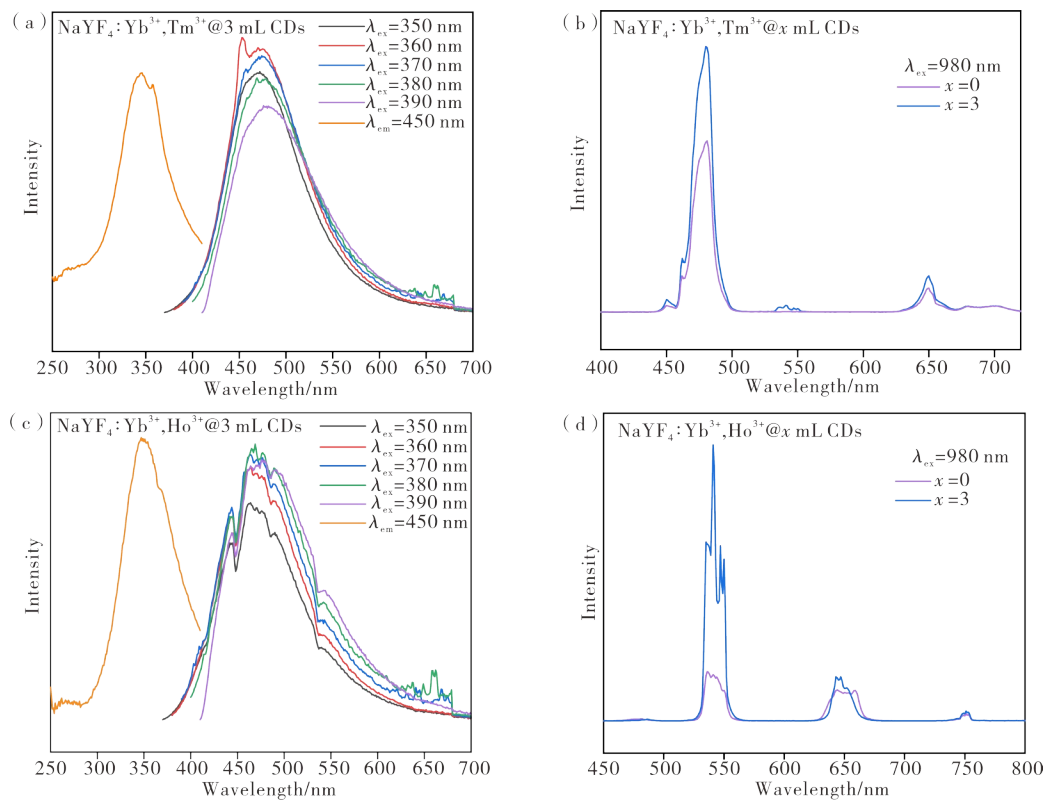 (a)
NaYF₄:Yb³⁺,Tm³⁺@3 mL CDs
λex=350 nm
λex=360 nm
λex=370 nm
λex=380 nm
λex=390 nm
λem=450 nm
Intensity
250 300 350 400 450 500 550 600 650 700
Wavelength/nm
(b)
NaYF₄:Yb³⁺,Tm³⁺@x mL CDs
λex=980 nm
x=0
x=3
Intensity
400 450 500 550 600 650 700
Wavelength/nm
(c)
NaYF₄:Yb³⁺,Ho³⁺@3 mL CDs
λex=350 nm
λex=360 nm
λex=370 nm
λex=380 nm
λex=390 nm
λem=450 nm
Intensity
250 300 350 400 450 500 550 600 650 700
Wavelength/nm
(d)
NaYF₄:Yb³⁺,Ho³⁺@x mL CDs
λex=980 nm
x=0
x=3
Intensity
450 500 550 600 650 700 750 800
Wavelength/nm